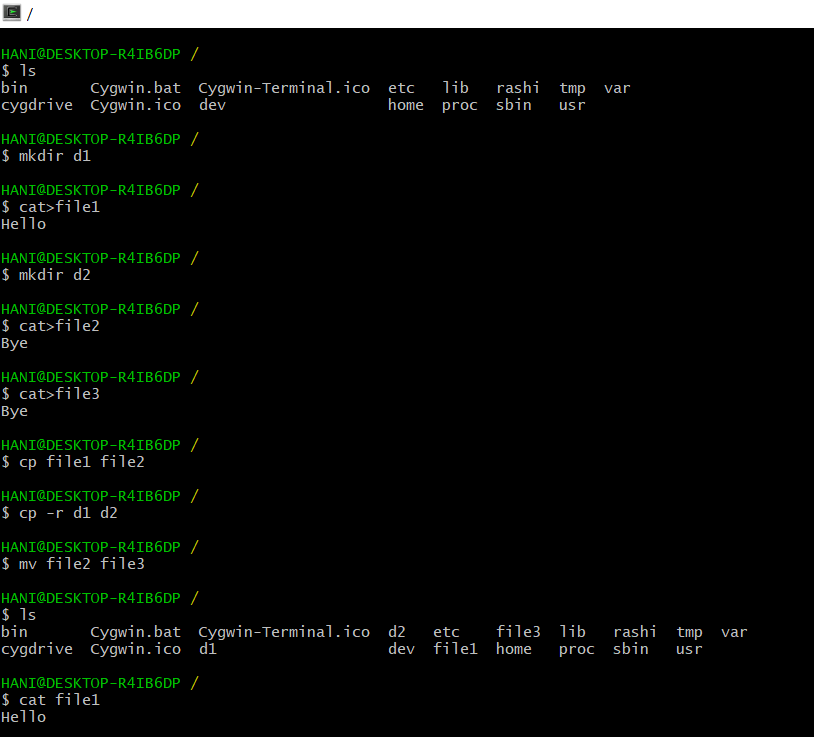 /
HANI@DESKTOP-R4IB6DP /
$ ls
bin Cygwin.bat Cygwin-Terminal.ico etc lib rashi tmp var
cygdrive Cygwin.ico dev home proc sbin usr
HANI@DESKTOP-R4IB6DP /
$ mkdir d1
HANI@DESKTOP-R4IB6DP /
$ cat>file1
Hello
HANI@DESKTOP-R4IB6DP /
$ mkdir d2
HANI@DESKTOP-R4IB6DP /
$ cat>file2
Bye
HANI@DESKTOP-R4IB6DP /
$ cat>file3
Bye
HANI@DESKTOP-R4IB6DP /
$ cp file1 file2
HANI@DESKTOP-R4IB6DP /
$ cp -r d1 d2
HANI@DESKTOP-R4IB6DP /
$ mv file2 file3
HANI@DESKTOP-R4IB6DP /
$ ls
bin Cygwin.bat Cygwin-Terminal.ico d2 etc file3 lib rashi tmp var
cygdrive Cygwin.ico d1 dev file1 home proc sbin usr
HANI@DESKTOP-R4IB6DP /
$ cat file1
Hello